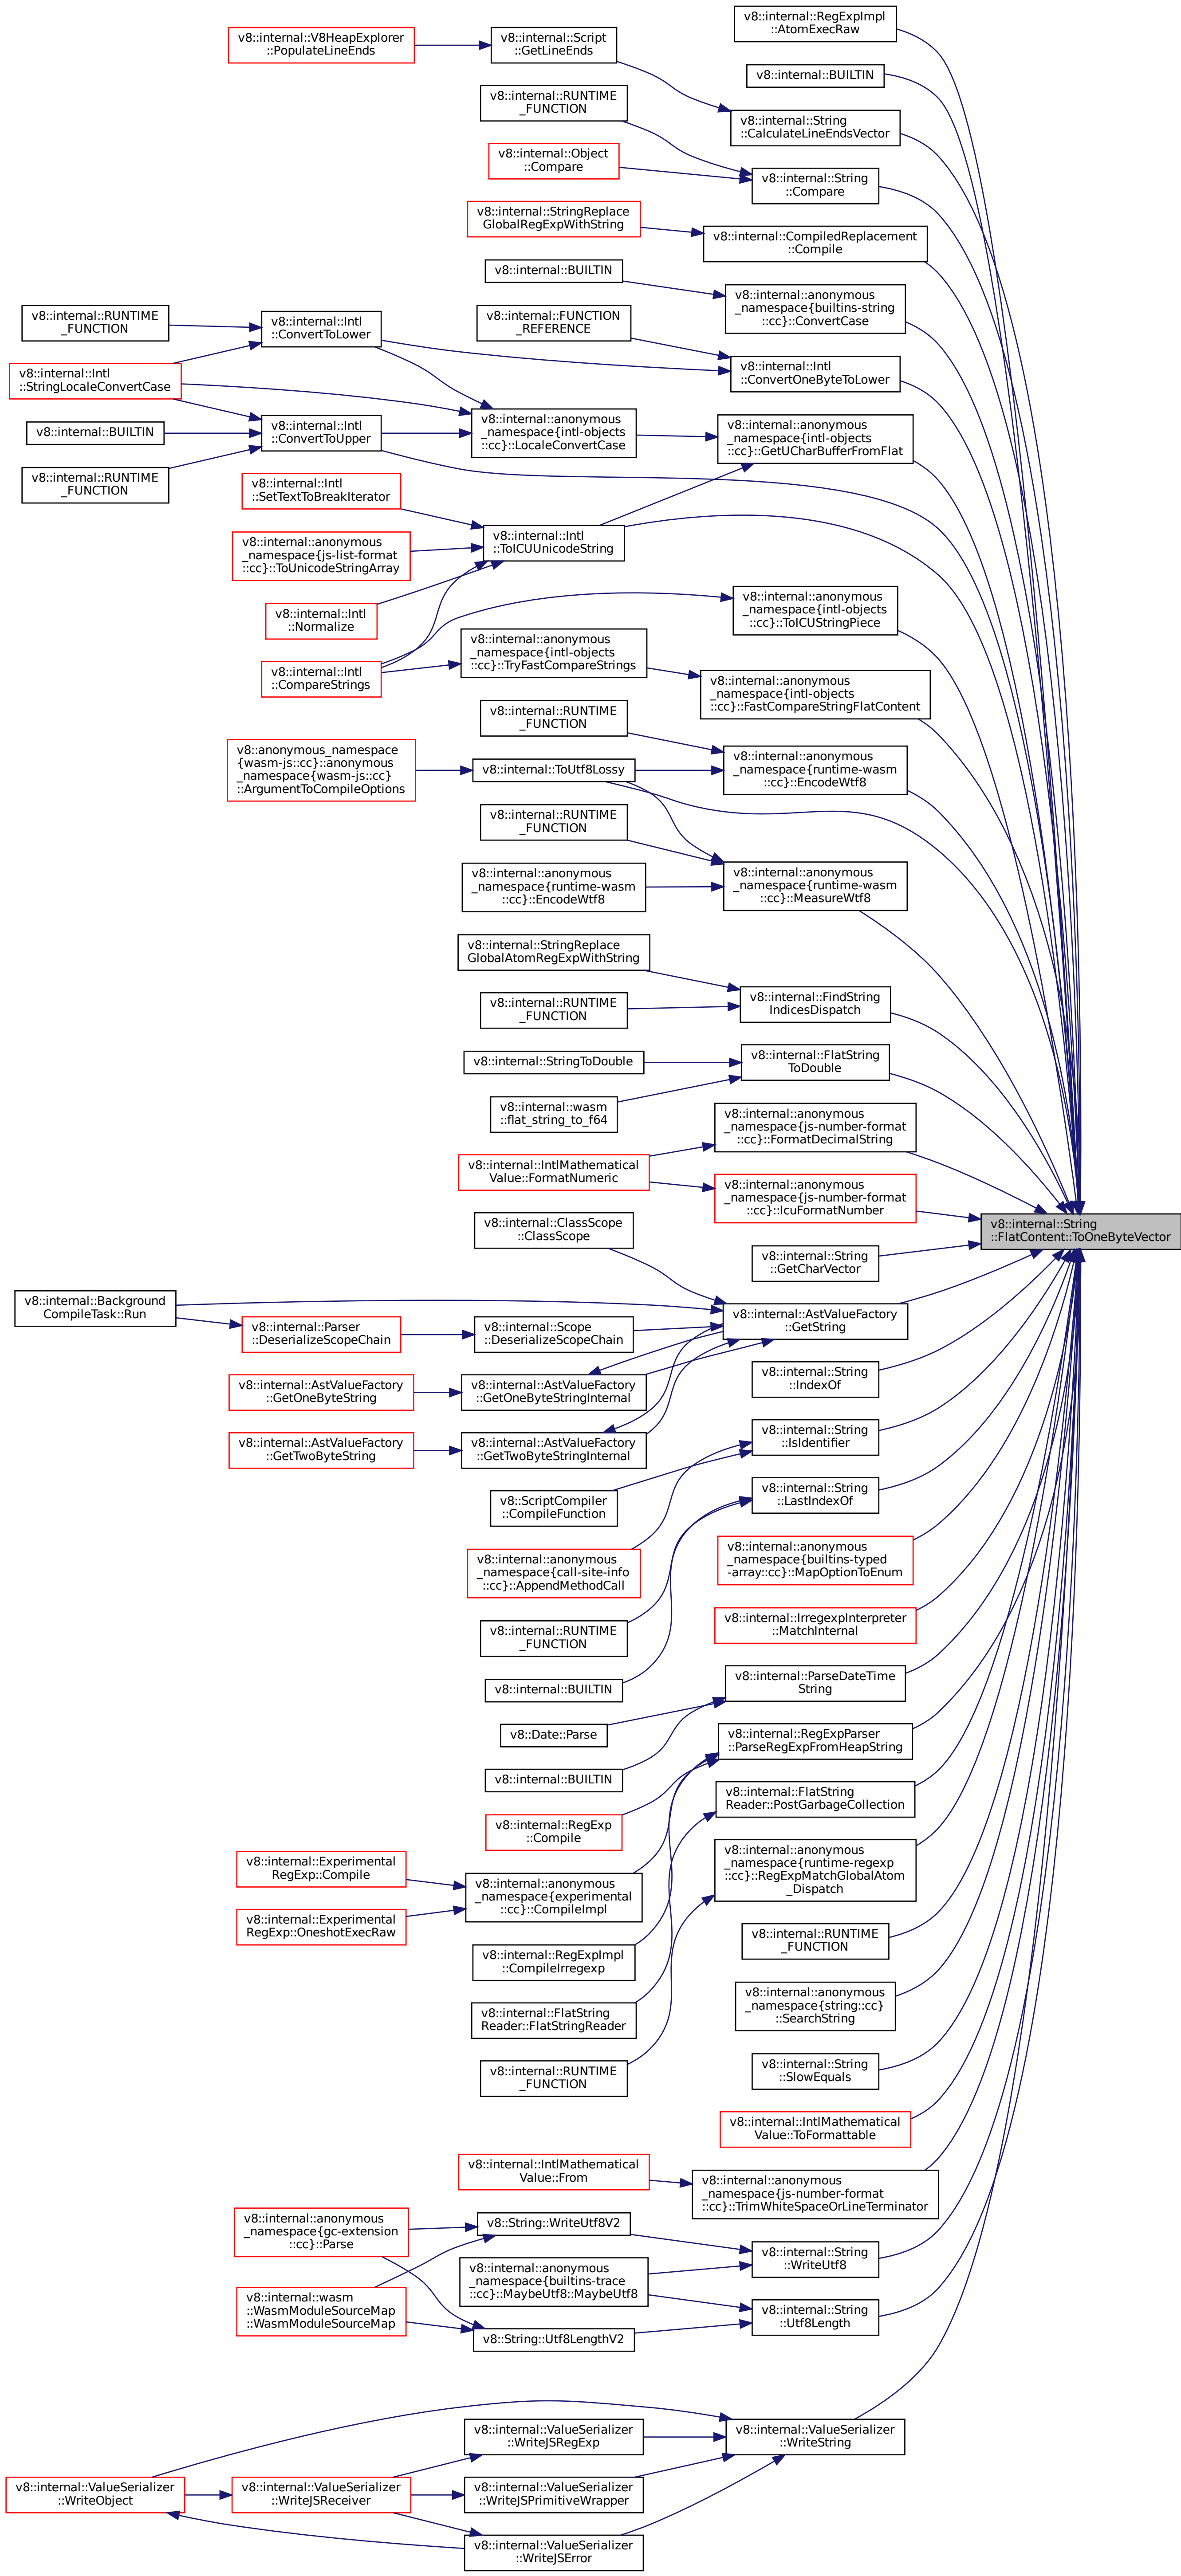 v8::internal::RegExpImpl
::AtomExecRaw
v8::internal::V8HeapExplorer
::PopulateLineEnds
v8::internal::Script
::GetLineEnds
v8::internal::BUILTIN
v8::internal::RUNTIME
_FUNCTION
v8::internal::String
::CalculateLineEndsVector
v8::internal::Object
::Compare
v8::internal::String
::Compare
v8::internal::StringReplace
GlobalRegExpWithString
v8::internal::CompiledReplacement
::Compile
v8::internal::BUILTIN
v8::internal::anonymous
_namespace{builtins-string
::cc}::ConvertCase
v8::internal::RUNTIME
_FUNCTION
v8::internal::Intl
::ConvertToLower
v8::internal::FUNCTION
_REFERENCE
v8::internal::Intl
::StringLocaleConvertCase
v8::internal::Intl
::ConvertOneByteToLower
v8::internal::BUILTIN
v8::internal::Intl
::ConvertToUpper
v8::internal::anonymous
_namespace{intl-objects
::cc}::LocaleConvertCase
v8::internal::anonymous
_namespace{intl-objects
::cc}::GetUCharBufferFromFlat
v8::internal::RUNTIME
_FUNCTION
v8::internal::Intl
::SetTextToBreakIterator
v8::internal::anonymous
_namespace{js-list-format
::cc}::ToUnicodeStringArray
v8::internal::Intl
::ToICUUnicodeString
v8::internal::Intl
::Normalize
v8::internal::anonymous
_namespace{intl-objects
::cc}::ToICUStringPiece
v8::internal::Intl
::CompareStrings
v8::internal::anonymous
_namespace{intl-objects
::cc}::TryFastCompareStrings
v8::internal::anonymous
_namespace{intl-objects
::cc}::FastCompareStringFlatContent
v8::internal::RUNTIME
_FUNCTION
v8::anonymous_namespace
{wasm-js::cc}::anonymous
_namespace{wasm-js::cc}
::ArgumentToCompileOptions
v8::internal::ToUtf8Lossy
v8::internal::anonymous
_namespace{runtime-wasm
::cc}::EncodeWtf8
v8::internal::RUNTIME
_FUNCTION
v8::internal::anonymous
_namespace{runtime-wasm
::cc}::EncodeWtf8
v8::internal::anonymous
_namespace{runtime-wasm
::cc}::MeasureWtf8
v8::internal::StringReplace
GlobalAtomRegExpWithString
v8::internal::RUNTIME
_FUNCTION
v8::internal::FindString
IndicesDispatch
v8::internal::StringToDouble
v8::internal::FlatString
ToDouble
v8::internal::wasm
::flat_string_to_f64
v8::internal::anonymous
_namespace{js-number-format
::cc}::FormatDecimalString
v8::internal::IntlMathematical
Value::FormatNumeric
v8::internal::anonymous
_namespace{js-number-format
::cc}::IcuFormatNumber
v8::internal::String
::FlatContent::ToOneByteVector
v8::internal::ClassScope
::ClassScope
v8::internal::String
::GetCharVector
v8::internal::Background
CompileTask::Run
v8::internal::Parser
::DeserializeScopeChain
v8::internal::Scope
::DeserializeScopeChain
v8::internal::AstValueFactory
::GetString
v8::internal::AstValueFactory
::GetOneByteString
v8::internal::AstValueFactory
::GetOneByteStringInternal
v8::internal::String
::IndexOf
v8::internal::AstValueFactory
::GetTwoByteString
v8::internal::AstValueFactory
::GetTwoByteStringInternal
v8::internal::String
::IsIdentifier
v8::ScriptCompiler
::CompileFunction
v8::internal::String
::LastIndexOf
v8::internal::anonymous
_namespace{call-site-info
::cc}::AppendMethodCall
v8::internal::anonymous
_namespace{builtins-typed
-array::cc}::MapOptionToEnum
v8::internal::RUNTIME
_FUNCTION
v8::internal::IrregexpInterpreter
::MatchInternal
v8::internal::BUILTIN
v8::internal::ParseDateTime
String
v8::Date::Parse
v8::internal::RegExpParser
::ParseRegExpFromHeapString
v8::internal::BUILTIN
v8::internal::FlatString
Reader::PostGarbageCollection
v8::internal::RegExp
::Compile
v8::internal::Experimental
RegExp::Compile
v8::internal::anonymous
_namespace{runtime-regexp
::cc}::RegExpMatchGlobalAtom
_Dispatch
v8::internal::anonymous
_namespace{experimental
::cc}::CompileImpl
v8::internal::Experimental
RegExp::OneshotExecRaw
v8::internal::RUNTIME
_FUNCTION
v8::internal::RegExpImpl
::CompileIrregexp
v8::internal::FlatString
Reader::FlatStringReader
v8::internal::anonymous
_namespace{string::cc}
::SearchString
v8::internal::RUNTIME
_FUNCTION
v8::internal::String
::SlowEquals
v8::internal::IntlMathematical
Value::ToFormattable
v8::internal::IntlMathematical
Value::From
v8::internal::anonymous
_namespace{js-number-format
::cc}::TrimWhiteSpaceOrLineTerminator
v8::internal::anonymous
_namespace{gc-extension
::cc}::Parse
v8::String::WriteUtf8V2
v8::internal::String
::WriteUtf8
v8::internal::anonymous
_namespace{builtins-trace
::cc}::MaybeUtf8::MaybeUtf8
v8::internal::wasm
::WasmModuleSourceMap
::WasmModuleSourceMap
v8::internal::String
::Utf8Length
v8::String::Utf8LengthV2
v8::internal::ValueSerializer
::WriteJSRegExp
v8::internal::ValueSerializer
::WriteString
v8::internal::ValueSerializer
::WriteObject
v8::internal::ValueSerializer
::WriteJSReceiver
v8::internal::ValueSerializer
::WriteJSPrimitiveWrapper
v8::internal::ValueSerializer
::WriteJSError